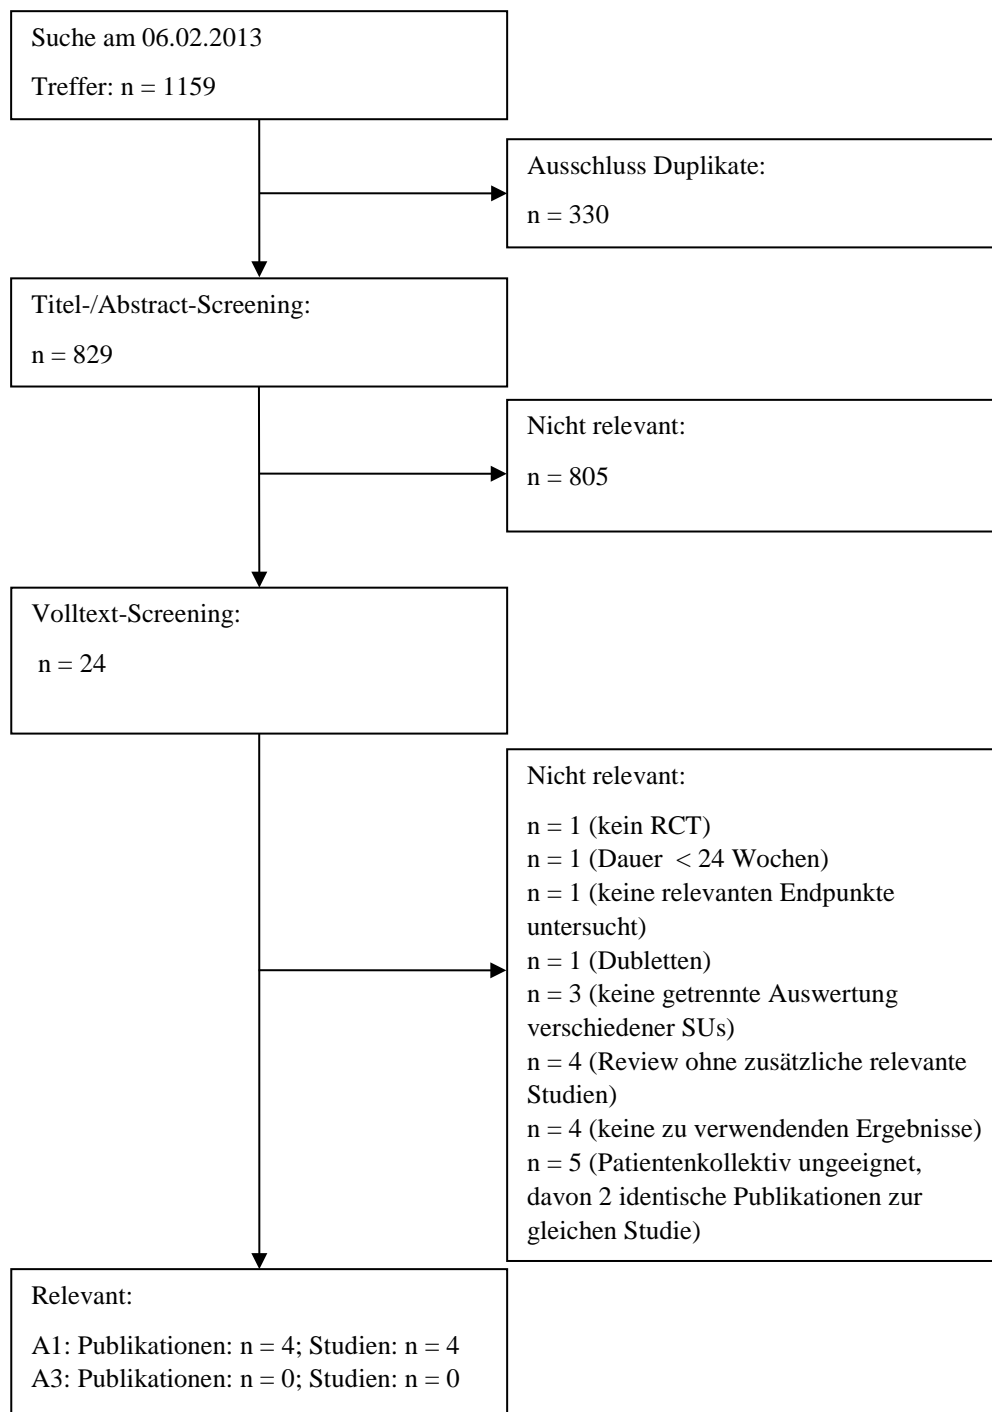 Suche am 06.02.2013
Treffer: n = 1159
Ausschluss Duplikate:
n = 330
Titel-/Abstract-Screening:
n = 829
Nicht relevant:
n = 805
Volltext-Screening:
n = 24
Nicht relevant:
n = 1 (kein RCT)
n = 1 (Dauer < 24 Wochen)
n = 1 (keine relevanten Endpunkte
untersucht)
n = 1 (Dubletten)
n = 3 (keine getrennte Auswertung
verschiedener SUs)
n = 4 (Review ohne zusätzliche relevante
Studien)
n = 4 (keine zu verwendenden Ergebnisse)
n = 5 (Patientenkollektiv ungeeignet,
davon 2 identische Publikationen zur
gleichen Studie)
Relevant:
A1: Publikationen: n = 4; Studien: n = 4
A3: Publikationen: n = 0; Studien: n = 0